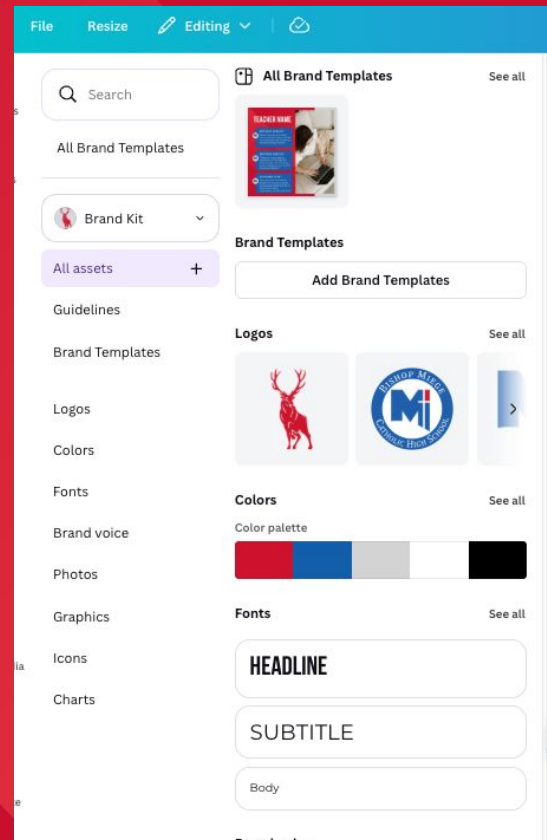 File Resize Editing
Search
All Brand Templates
Brand Kit
All assets +
Guidelines
Brand Templates
Logos
Colors
Fonts
Brand voice
Photos
Graphics
Icons
Charts
All Brand Templates See all
TEACHER NAME
Brand Templates
Add Brand Templates
Logos See all
BISHOP MIEGE
Mi
CATHOLIC HIGH SCHOOL
Colors See all
Color palette
Fonts See all
HEADLINE
SUBTITLE
Body